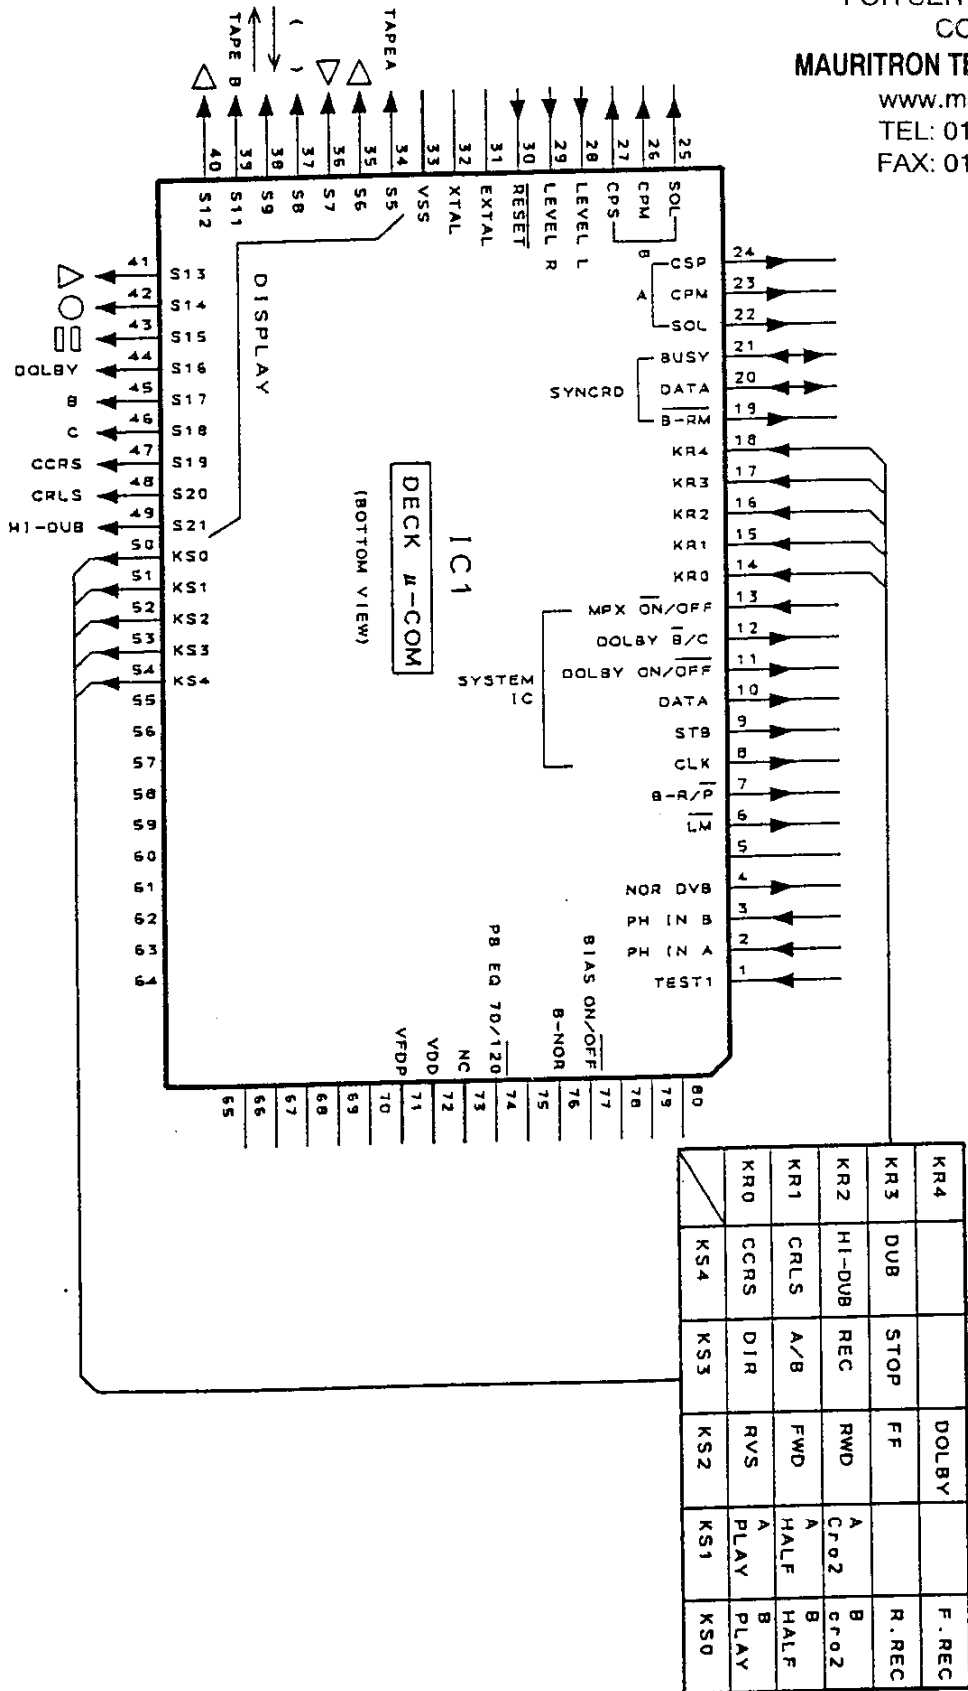 CO
MAURITRON TE
www.m
TEL: 01
FAX: 01
TAPE B
( )
TAPEA
40 39 38 37 36 35 34 33 32 31 30 29 28 27 26 25
S12 S11 S9 S8 S7 S6 S5 VSS XTAL EXTAL RESET LEVEL R LEVEL L CPS CPM SOL
B
DISPLAY
41 S13
42 S14
43 S15
DOLBY 44 S16
B 45 S17
C 46 S18
CCRS 47 S19
CRLS 48 S20
HI-DUB 49 S21
50 KS0
51 KS1
52 KS2
53 KS3
54 KS4
55
56
57
58
59
60
61
62
63
64
IC1
DECK μ-COM
(BOTTOM VIEW)
A
CSP 24
CPM 23
SOL 22
SYNCRD
BUSY 21
DATA 20
B-RM 19
KR4 18
KR3 17
KR2 16
KR1 15
KR0 14
SYSTEM
IC
MPX ON/OFF 13
DOLBY B/C 12
DOLBY ON/OFF 11
DATA 10
STB 9
CLK 8
B-R/P 7
LM 6
5
NOR DVB 4
PH IN B 3
PH IN A 2
TEST1 1
VFDP VDD NC PB EQ 70/120 B-NOR BIAS ON/OFF
65 66 67 68 69 70 71 72 73 74 75 76 77 78 79 80
KR4 DOLBY F.REC
KR3 DUB STOP FF R.REC
KR2 HI-DUB REC RWD A Cro2 B cro2
KR1 CRLS A/B FWD A HALF B HALF
KR0 CCRS DIR RVS A PLAY B PLAY
KS4 KS3 KS2 KS1 KS0